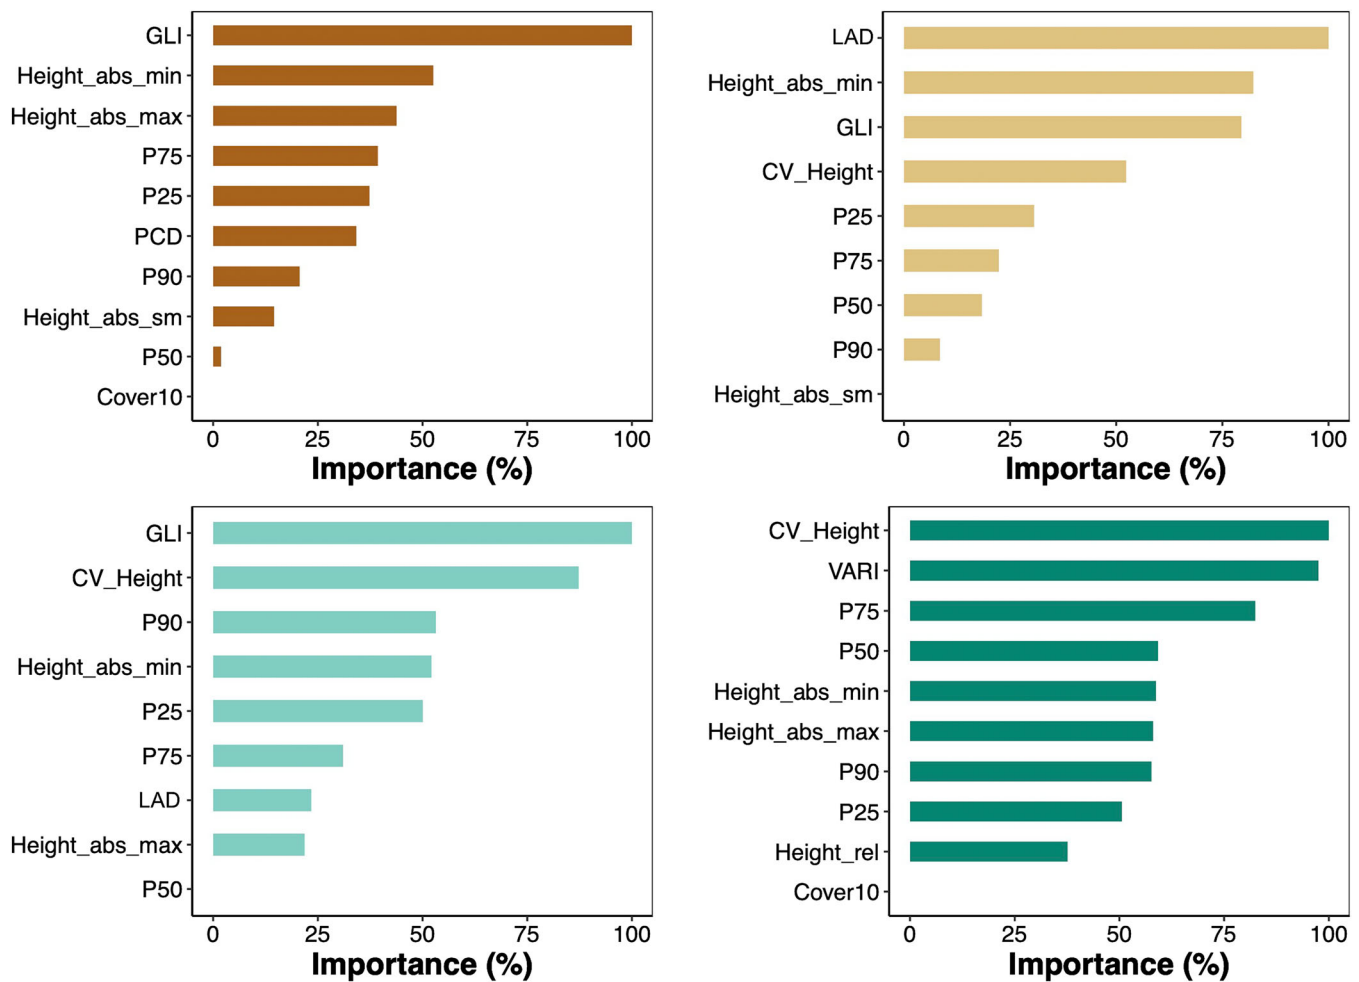 GLI
Height_abs_min
Height_abs_max
P75
P25
PCD
P90
Height_abs_sm
P50
Cover10
0 25 50 75 100
Importance (%)
LAD
Height_abs_min
GLI
CV_Height
P25
P75
P50
P90
Height_abs_sm
0 25 50 75 100
Importance (%)
GLI
CV_Height
P90
Height_abs_min
P25
P75
LAD
Height_abs_max
P50
0 25 50 75 100
Importance (%)
CV_Height
VARI
P75
P50
Height_abs_min
Height_abs_max
P90
P25
Height_rel
Cover10
0 25 50 75 100
Importance (%)